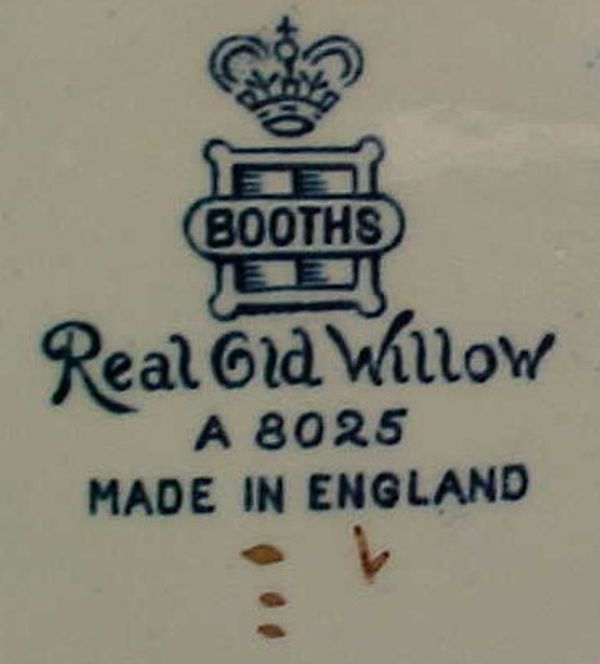 BOOTHS
Real Old Willow
A 8025
MADE IN ENGLAND